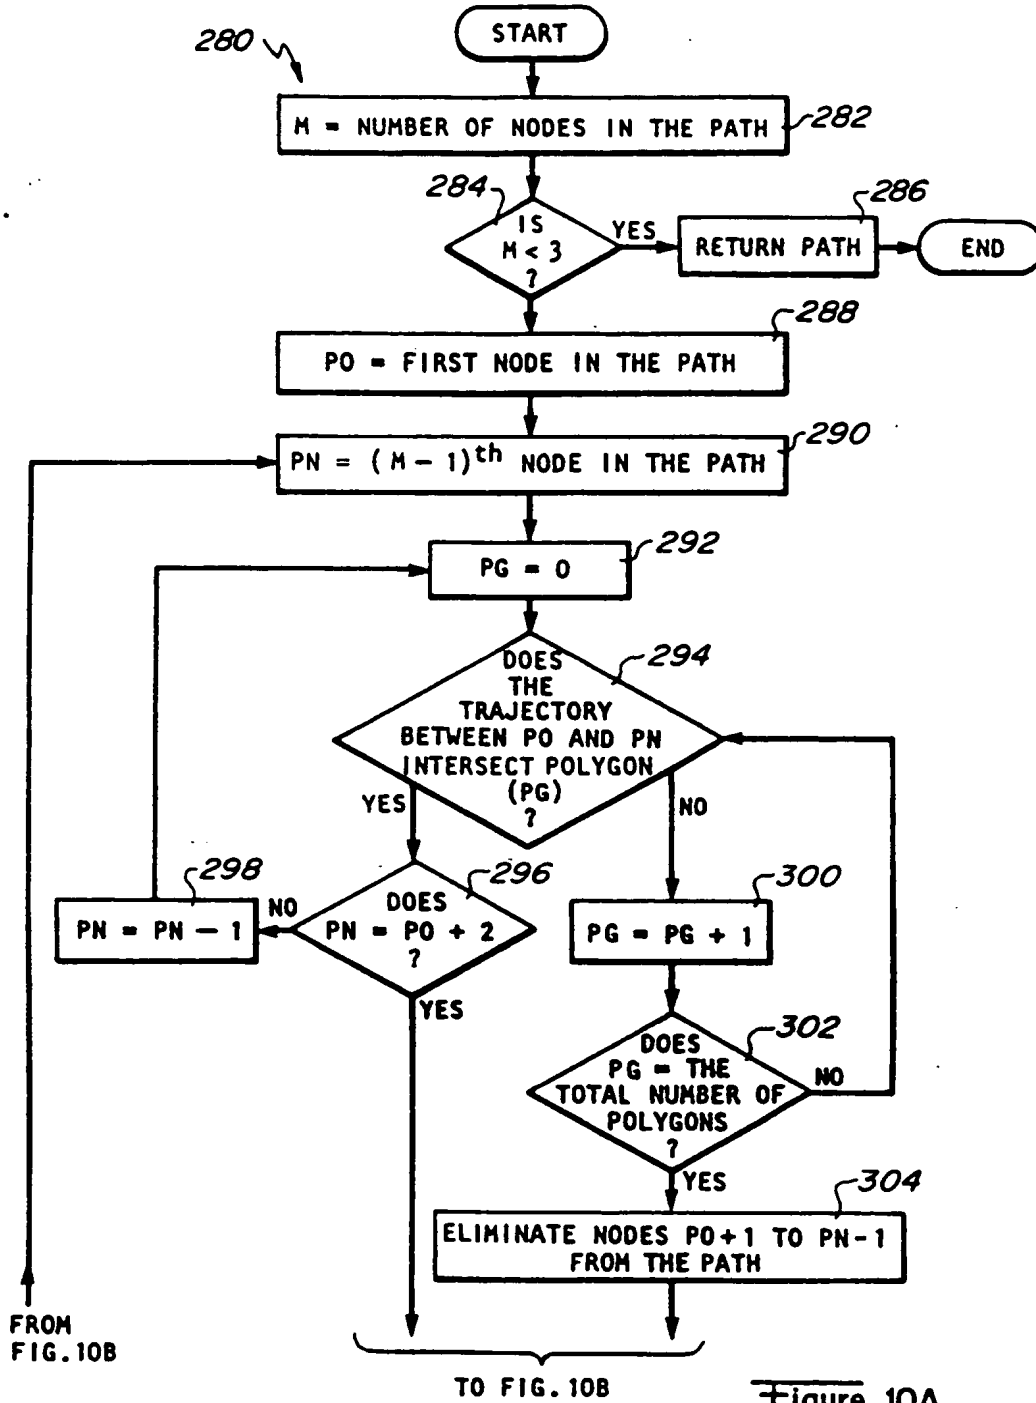 START
280
M = NUMBER OF NODES IN THE PATH
282
284
IS
M < 3
?
YES
286
RETURN PATH
END
288
PO = FIRST NODE IN THE PATH
290
PN = (M - 1)th NODE IN THE PATH
292
PG = 0
294
DOES
THE
TRAJECTORY
BETWEEN PO AND PN
INTERSECT POLYGON
(PG)
?
YES
NO
298
PN = PN - 1
NO
296
DOES
PN = PO + 2
?
YES
300
PG = PG + 1
302
DOES
PG = THE
TOTAL NUMBER OF
POLYGONS
?
NO
YES
304
ELIMINATE NODES PO+1 TO PN-1
FROM THE PATH
FROM
FIG.10B
TO FIG.10B
Figure 10A